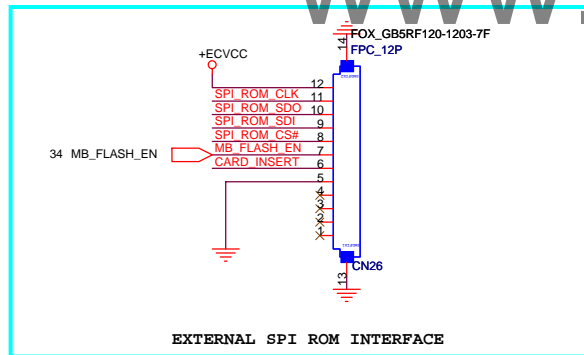 WWW.
FOX_GB5RF120-1203-7F
14
FPC_12P
+ECVCC
12
SPI_ROM_CLK 11
SPI_ROM_SDO 10
SPI_ROM_SDI 9
SPI_ROM_CS# 8
34 MB_FLASH_EN MB_FLASH_EN 7
CARD_INSERT 6
5
4
3
2
1
CN26
13
EXTERNAL SPI ROM INTERFACE